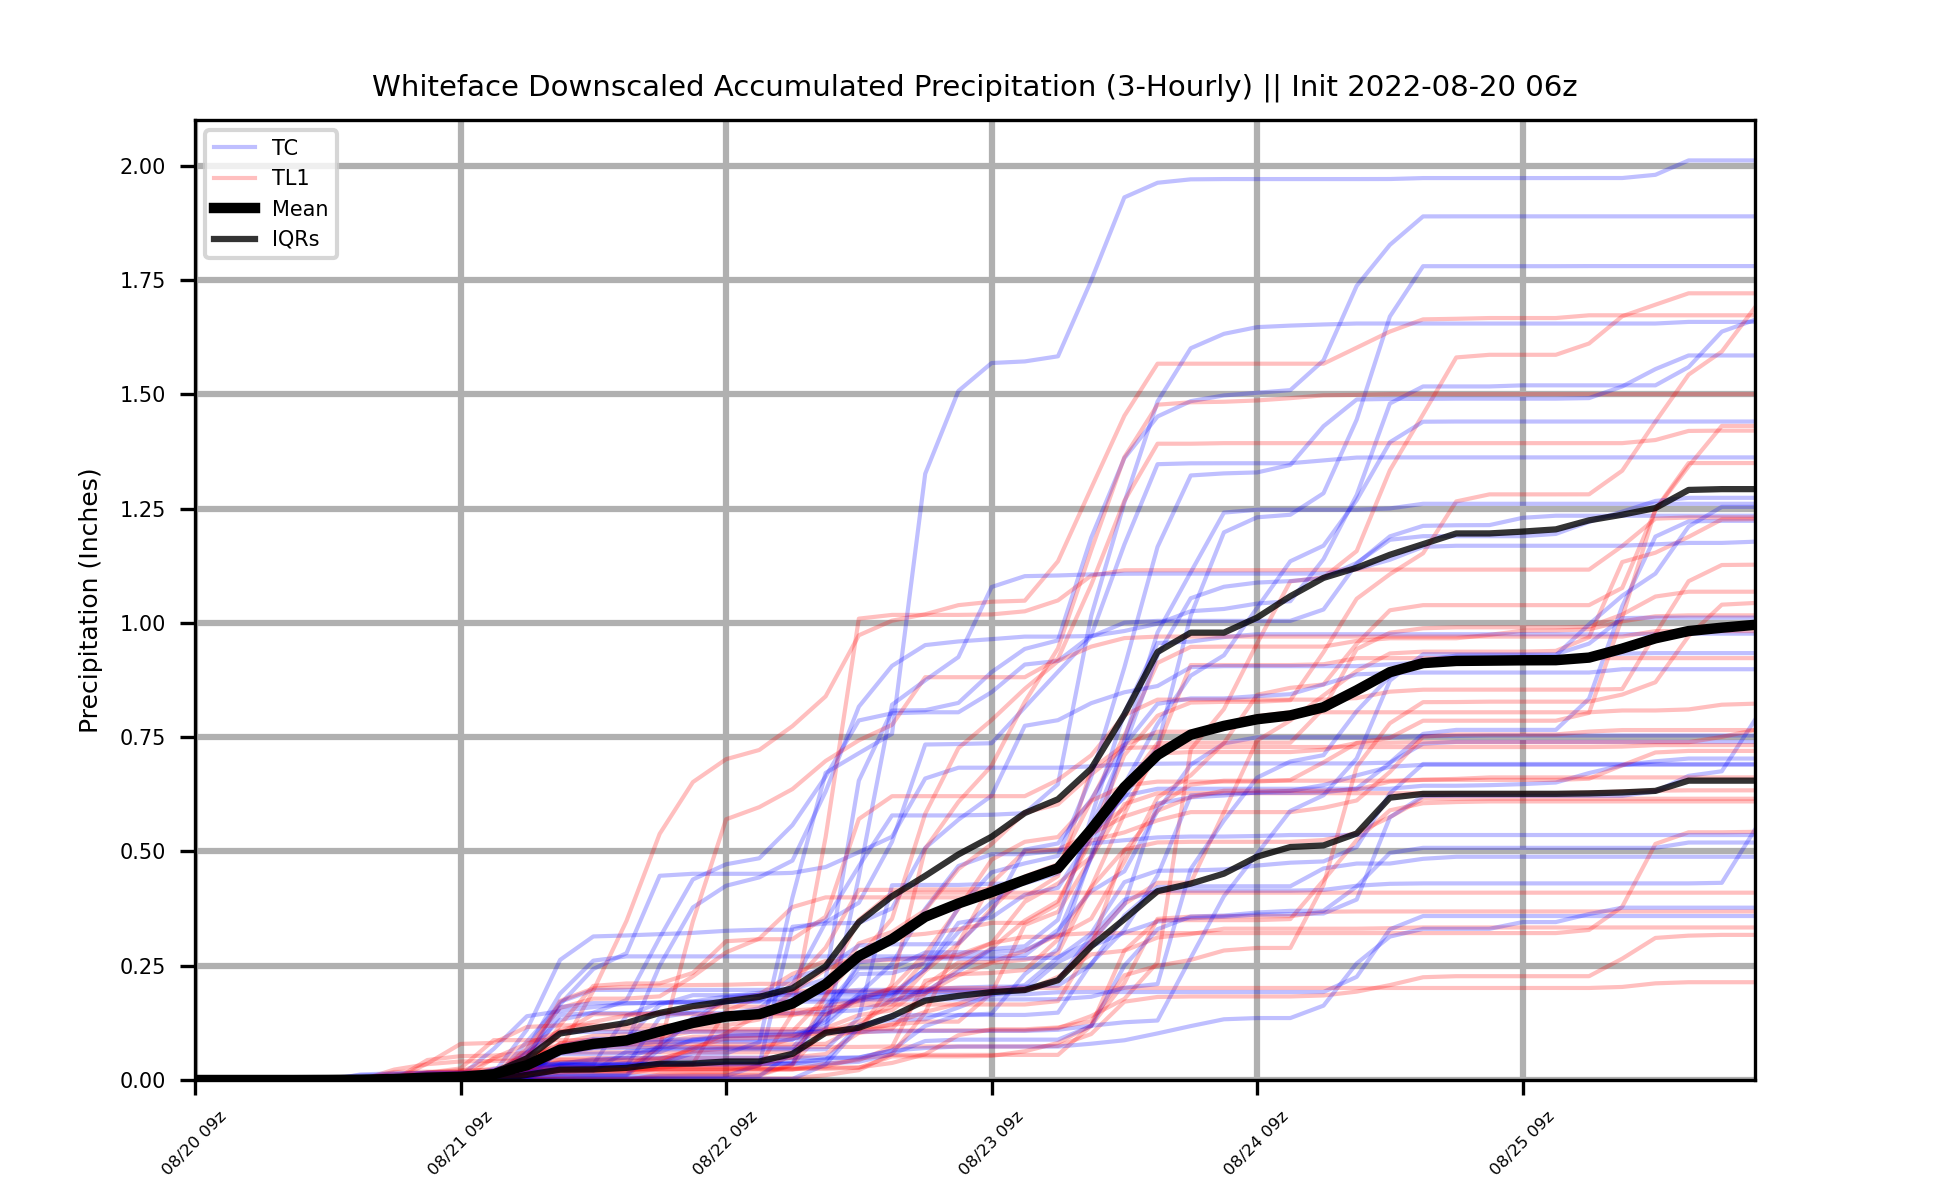 Whiteface Downscaled Accumulated Precipitation (3-Hourly) || Init 2022-08-20 06z
TC
TL1
Mean
IQRs
Precipitation (Inches)
2.00
1.75
1.50
1.25
1.00
0.75
0.50
0.25
0.00
08/20 09z
08/21 09z
08/22 09z
08/23 09z
08/24 09z
08/25 09z